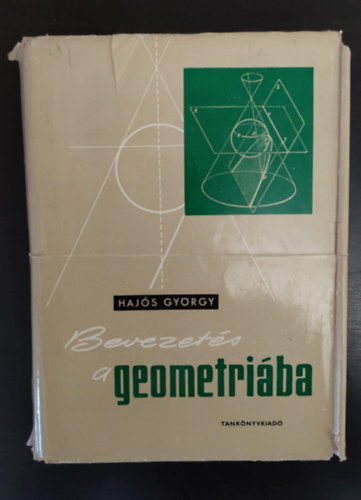 HAJÓS GYÖRGY
Bevezetés
a geometriába
TANKÖNYVKIADÓ